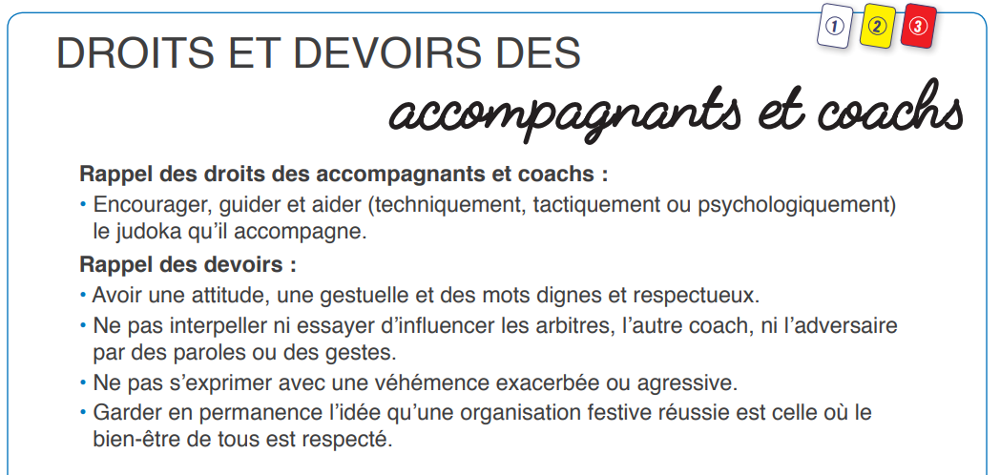 ① ② ③
DROITS ET DEVOIRS DES
accompagnants et coachs
Rappel des droits des accompagnants et coachs :
• Encourager, guider et aider (techniquement, tactiquement ou psychologiquement)
le judoka qu’il accompagne.
Rappel des devoirs :
• Avoir une attitude, une gestuelle et des mots dignes et respectueux.
• Ne pas interpeller ni essayer d’influencer les arbitres, l’autre coach, ni l’adversaire
par des paroles ou des gestes.
• Ne pas s’exprimer avec une véhémence exacerbée ou agressive.
• Garder en permanence l’idée qu’une organisation festive réussie est celle où le
bien-être de tous est respecté.